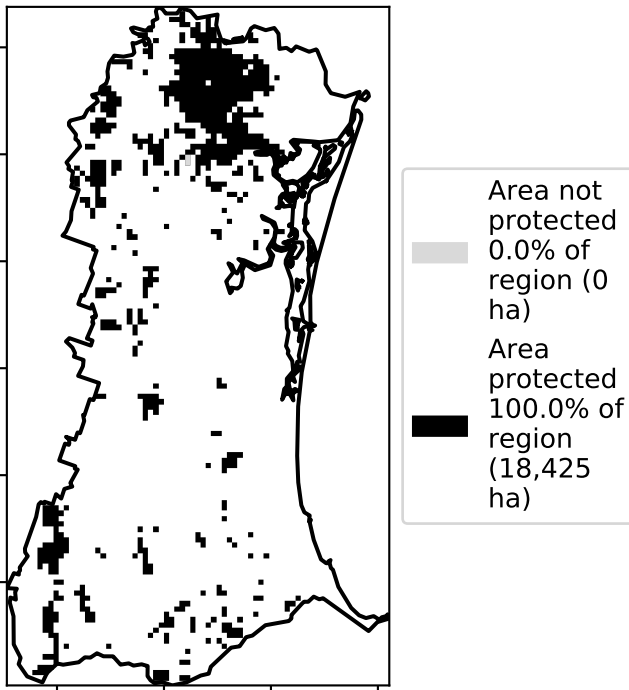 Area not
protected
0.0% of
region (0
ha)
Area
protected
100.0% of
region
(18,425
ha)